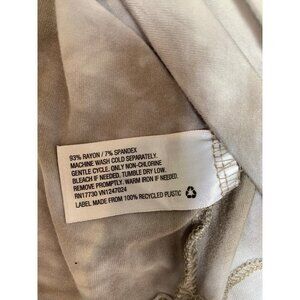 93% RAYON / 7% SPANDEX
MACHINE WASH COLD SEPARATELY.
GENTLE CYCLE. ONLY NON-CHLORINE
BLEACH IF NEEDED. TUMBLE DRY LOW.
REMOVE PROMPTLY. WARM IRON IF NEEDED.
RN17730 VN1247024
LABEL MADE FROM 100% RECYCLED PLASTIC